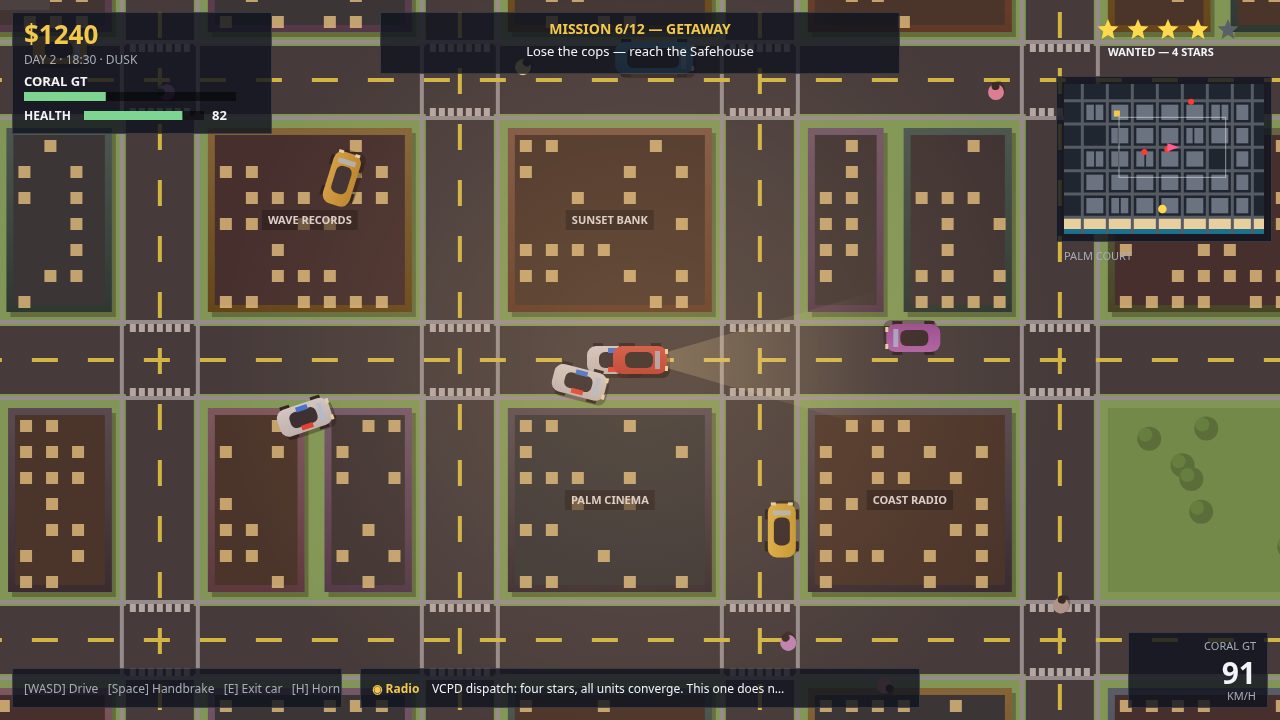 $1240
DAY 2 · 18:30 · DUSK
CORAL GT
HEALTH 82
MISSION 6/12 — GETAWAY
Lose the cops — reach the Safehouse
WANTED — 4 STARS
PALM COURT
WAVE RECORDS
SUNSET BANK
PALM CINEMA
COAST RADIO
[WASD] Drive [Space] Handbrake [E] Exit car [H] Horn
◉ Radio VCPD dispatch: four stars, all units converge. This one does n...
CORAL GT
91
KM/H